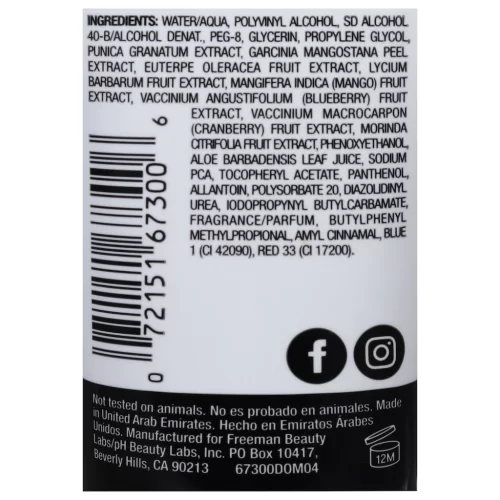 INGREDIENTS: WATER/AQUA, POLYVINYL ALCOHOL, SD ALCOHOL
40-B/ALCOHOL DENAT., PEG-8, GLYCERIN, PROPYLENE GLYCOL,
PUNICA GRANATUM EXTRACT, GARCINIA MANGOSTANA PEEL
EXTRACT, EUTERPE OLERACEA FRUIT EXTRACT, LYCIUM
BARBARUM FRUIT EXTRACT, MANGIFERA INDICA (MANGO) FRUIT
EXTRACT, VACCINIUM ANGUSTIFOLIUM (BLUEBERRY) FRUIT
EXTRACT, VACCINIUM MACROCARPON
(CRANBERRY) FRUIT EXTRACT, MORINDA
CITRIFOLIA FRUIT EXTRACT, PHENOXYETHANOL,
ALOE BARBADENSIS LEAF JUICE, SODIUM
PCA, TOCOPHERYL ACETATE, PANTHENOL,
ALLANTOIN, POLYSORBATE 20, DIAZOLIDINYL
UREA, IODOPROPYNYL BUTYLCARBAMATE,
FRAGRANCE/PARFUM, BUTYLPHENYL
METHYLPROPIONAL, AMYL CINNAMAL, BLUE
1 (CI 42090), RED 33 (CI 17200).
0 72151 67300 6
f
Not tested on animals. No es probado en animales. Made
in United Arab Emirates. Hecho en Emiratos Árabes
Unidos. Manufactured for Freeman Beauty
Labs/pH Beauty Labs, Inc. PO Box 10417,
Beverly Hills, CA 90213 67300DOM04
12M